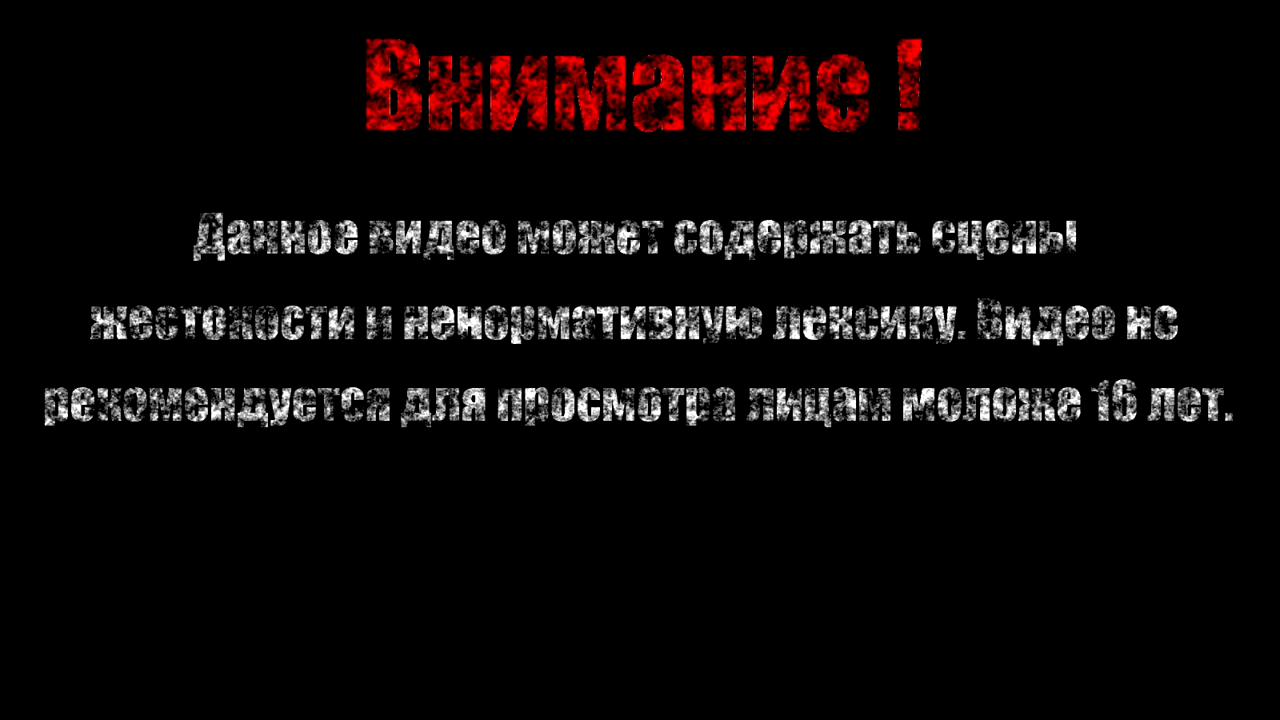 Внимание !
Данное видео может содержать сцены
жестокости и ненормативную лексику. Видео не
рекомендуется для просмотра лицам моложе 16 лет.